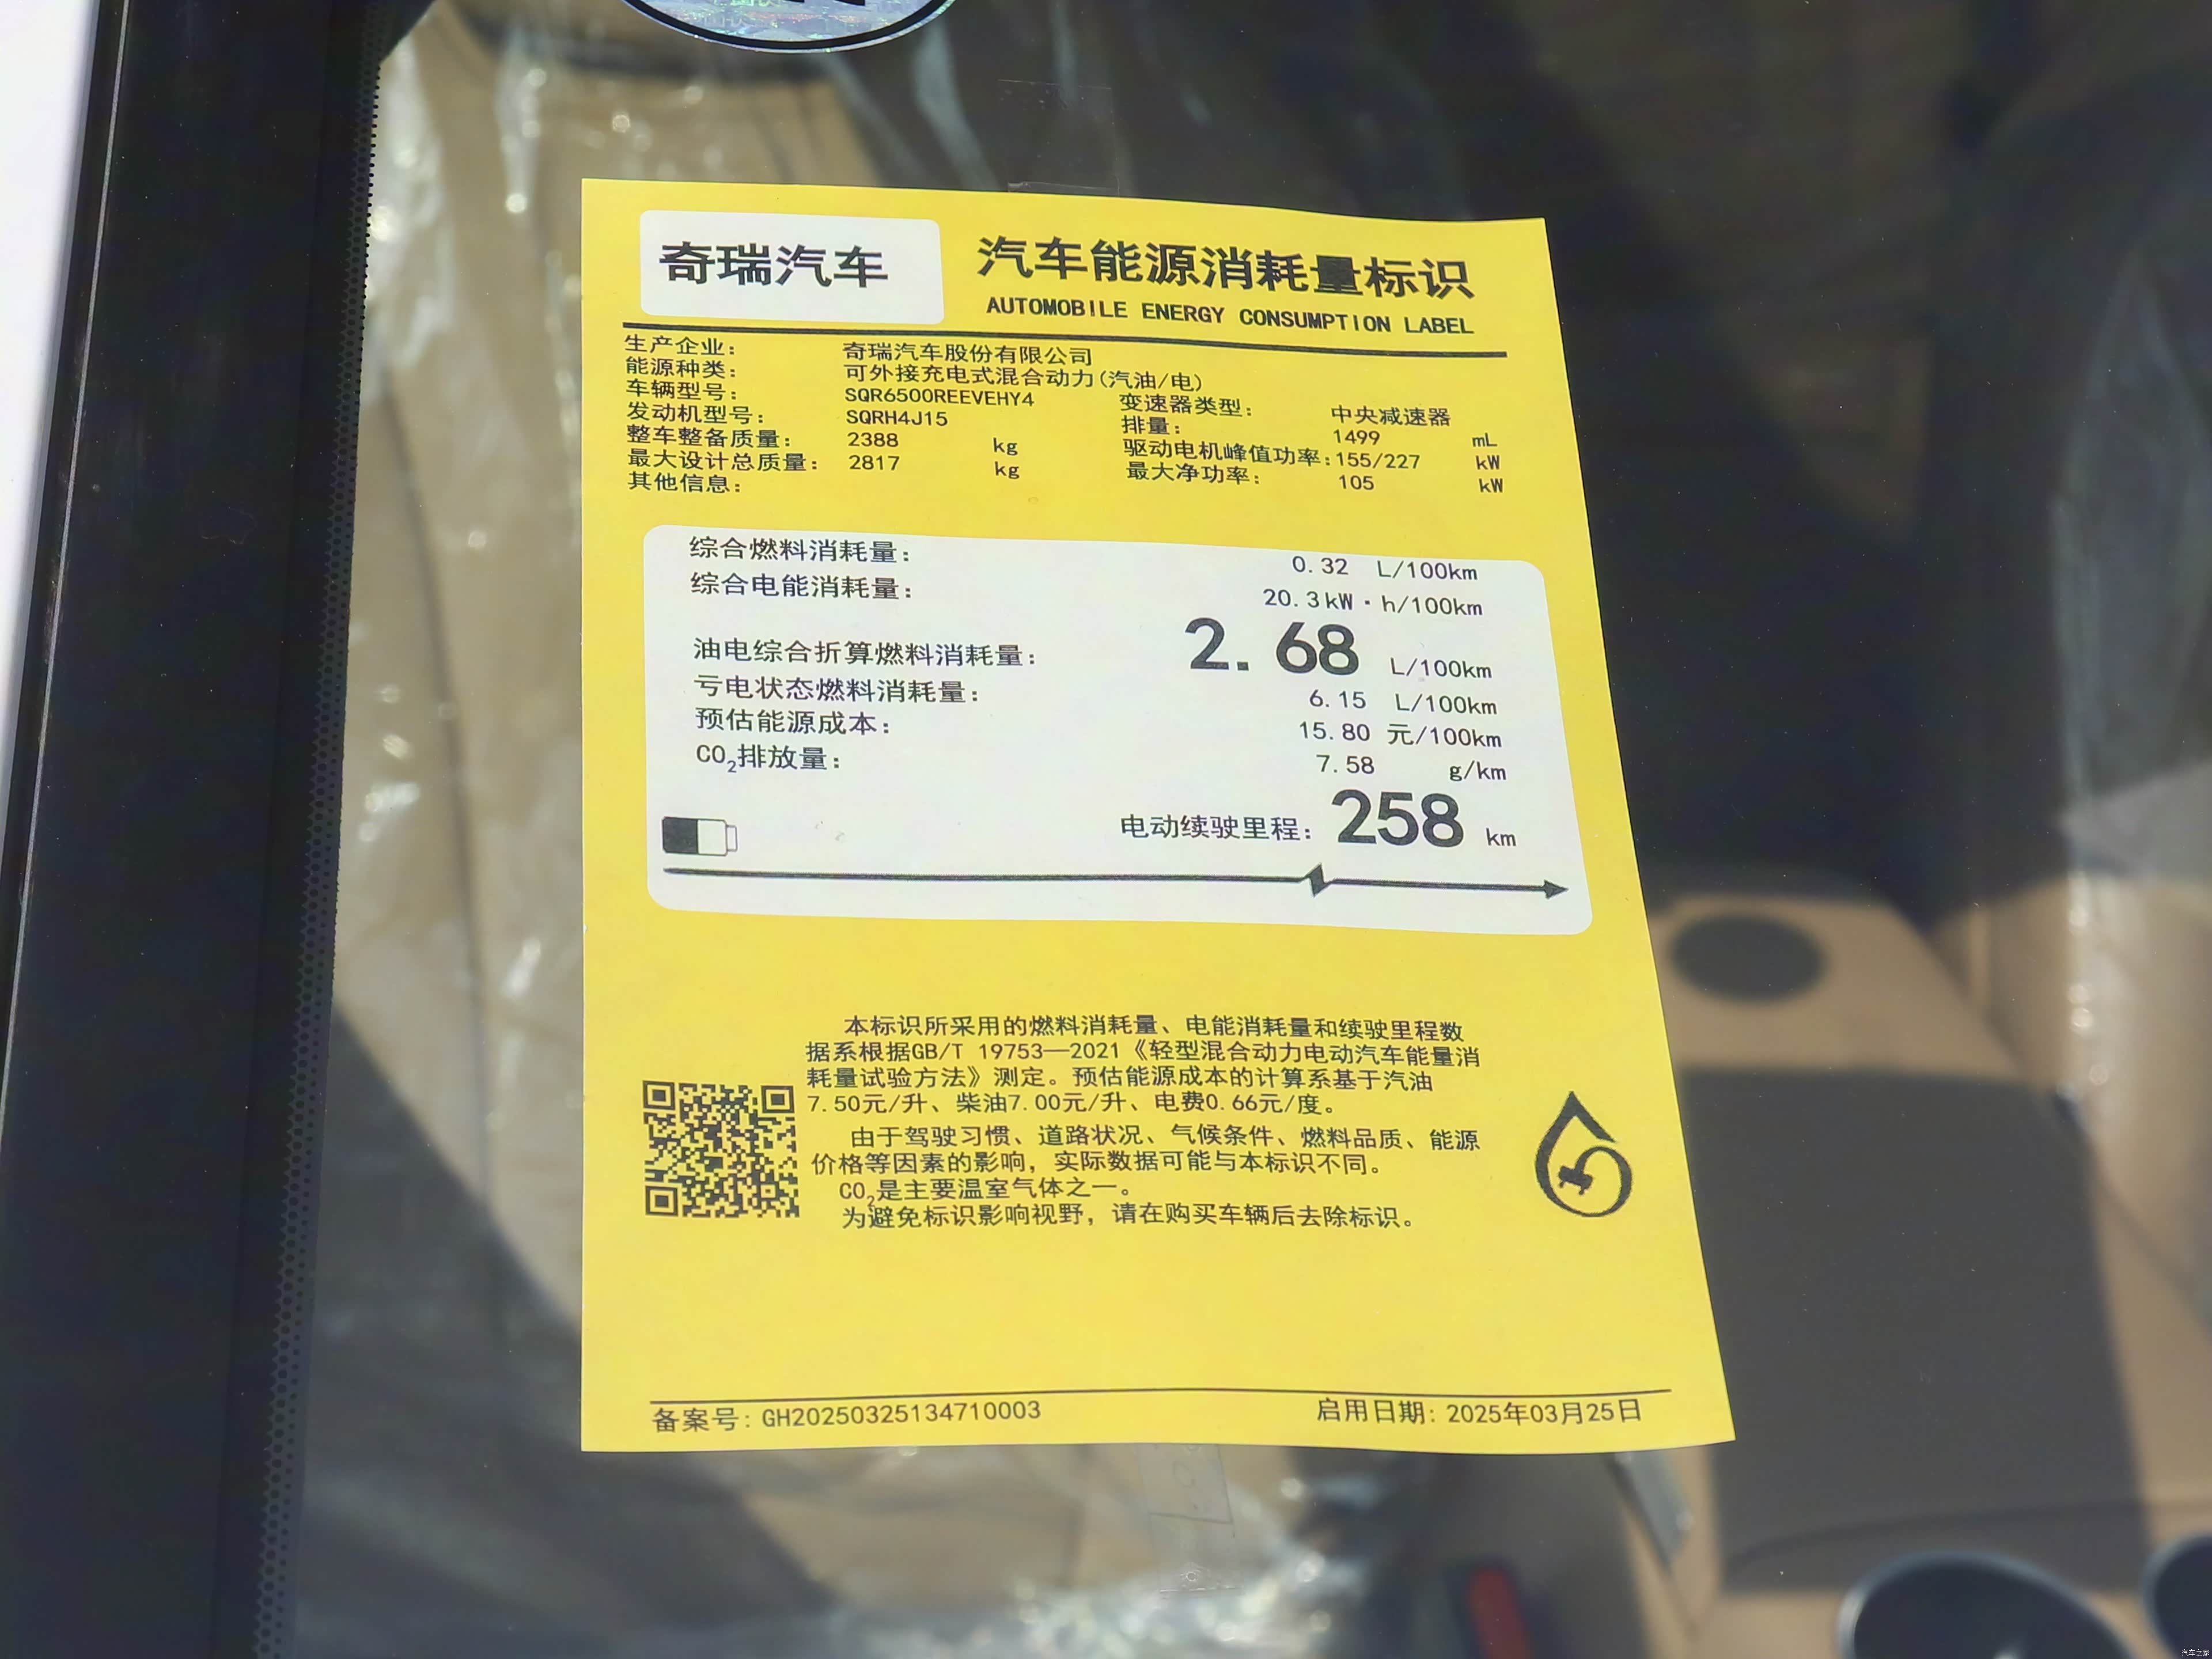 奇瑞汽车
汽车能源消耗量标识
AUTOMOBILE ENERGY CONSUMPTION LABEL
生产企业: 奇瑞汽车股份有限公司
能源种类: 可外接充电式混合动力(汽油/电)
车辆型号: SQR6500REEVEHY4 变速器类型: 中央减速器
发动机型号: SQRH4J15 排量: 1499 mL
整车整备质量: 2388 kg 驱动电机峰值功率:155/227 kW
最大设计总质量: 2817 kg 最大净功率: 105 kW
其他信息:
综合燃料消耗量: 0.32 L/100km
综合电能消耗量: 20.3kW·h/100km
油电综合折算燃料消耗量: 2.68 L/100km
亏电状态燃料消耗量: 6.15 L/100km
预估能源成本: 15.80 元/100km
CO₂排放量: 7.58 g/km
电动续驶里程: 258 km
本标识所采用的燃料消耗量、电能消耗量和续驶里程数
据系根据GB/T 19753—2021《轻型混合动力电动汽车能量消
耗量试验方法》测定。预估能源成本的计算系基于汽油
7.50元/升、柴油7.00元/升、电费0.66元/度。
由于驾驶习惯、道路状况、气候条件、燃料品质、能源
价格等因素的影响，实际数据可能与本标识不同。
CO₂是主要温室气体之一。
为避免标识影响视野，请在购买车辆后去除标识。
备案号: GH20250325134710003 启用日期: 2025年03月25日
汽车之家